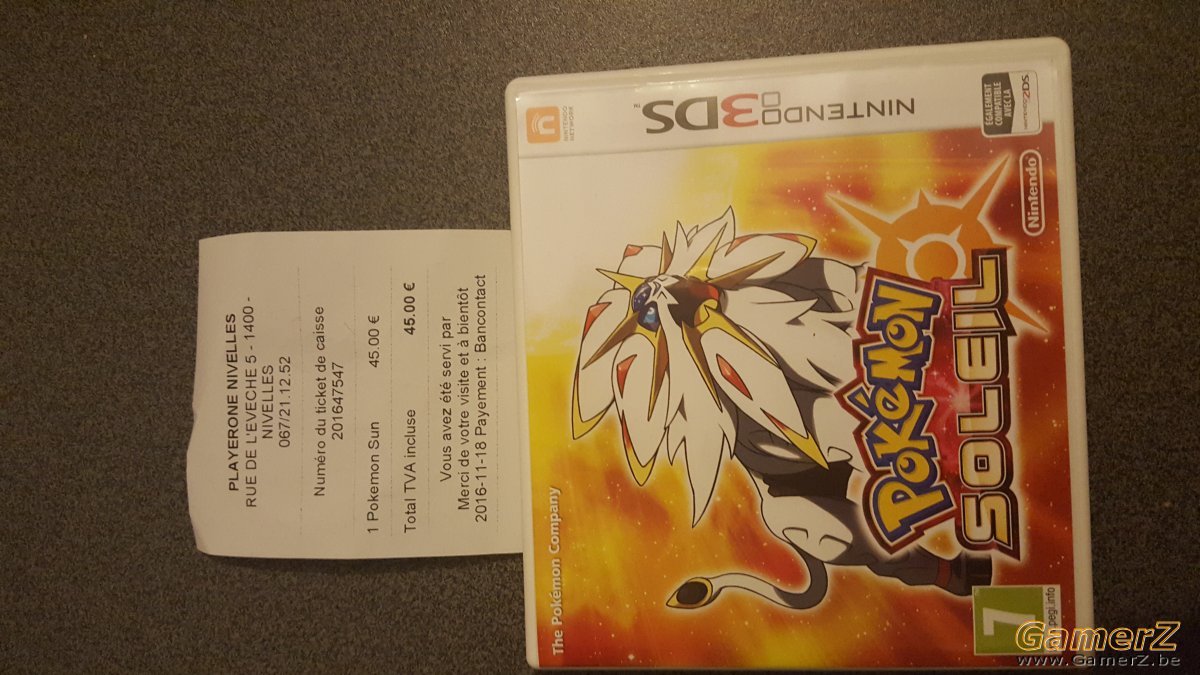 PLAYERONE NIVELLES
RUE DE L'EVECHE 5 - 1400 -
NIVELLES
067/21.12.52
Numéro du ticket de caisse
201647547
1 Pokemon Sun 45.00 €
Total TVA incluse 45.00 €
Vous avez été servi par
Merci de votre visite et à bientôt
2016-11-18 Payement : Bancontact
NINTENDO
NETWORK
NINTENDO 3DS
TM
ÉGALEMENT
COMPATIBLE
AVEC LA
NINTENDO 2DS
The Pokémon Company
Nintendo
POKéMON
SOLEIL
7
www.pegi.info
GamerZ
www.GamerZ.be